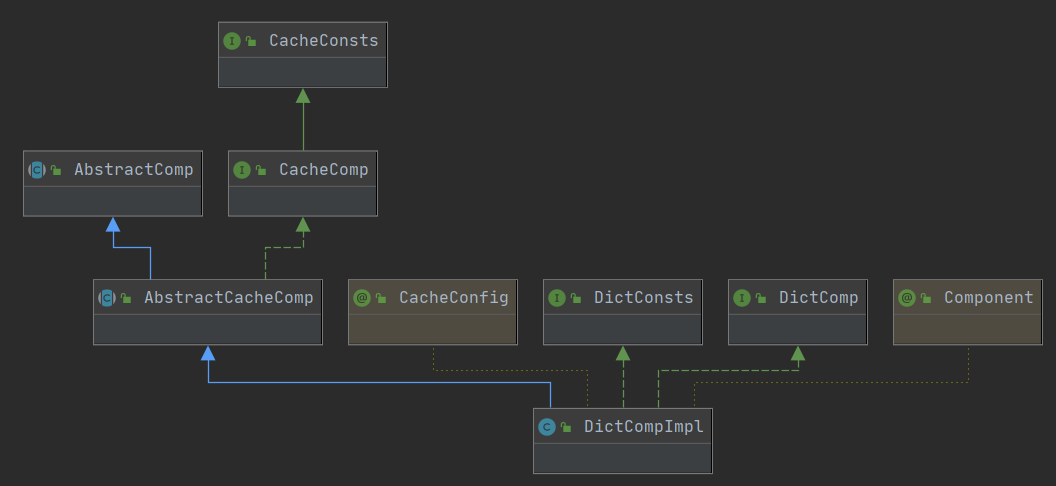 CacheConsts
AbstractComp
CacheComp
AbstractCacheComp
CacheConfig
DictConsts
DictComp
Component
DictCompImpl